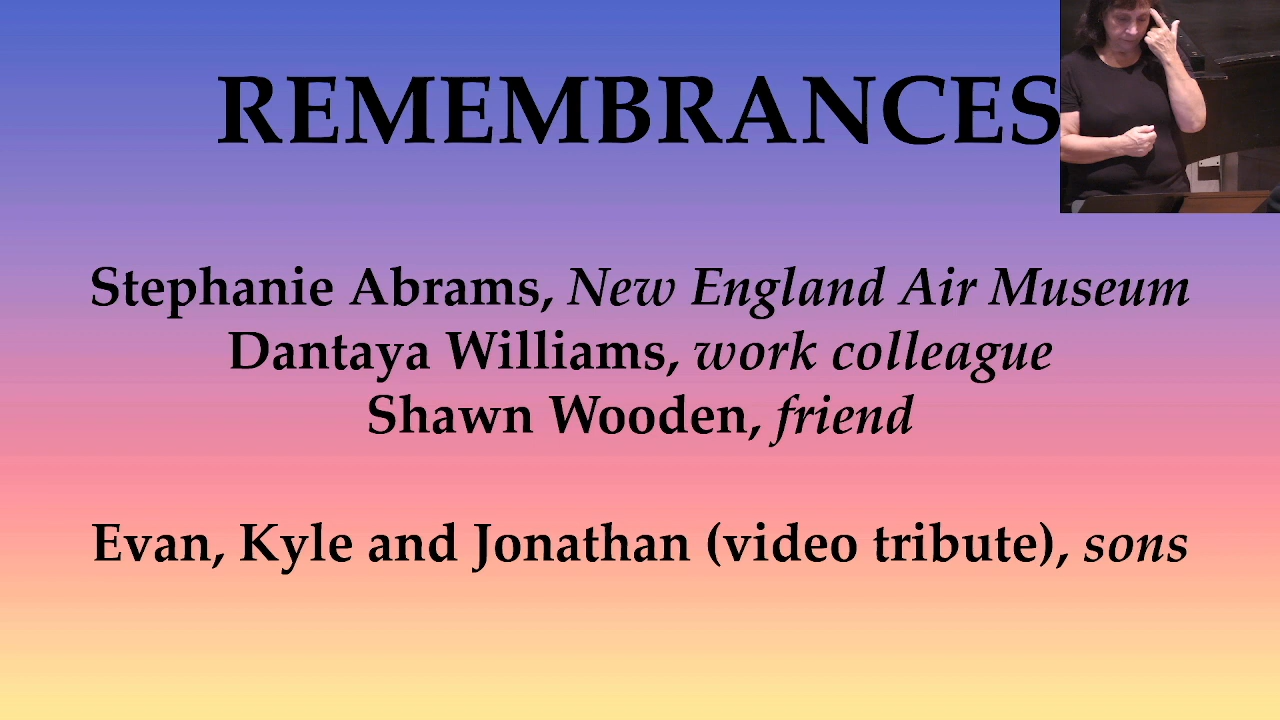 REMEMBRANCES
Stephanie Abrams, New England Air Museum
Dantaya Williams, work colleague
Shawn Wooden, friend
Evan, Kyle and Jonathan (video tribute), sons